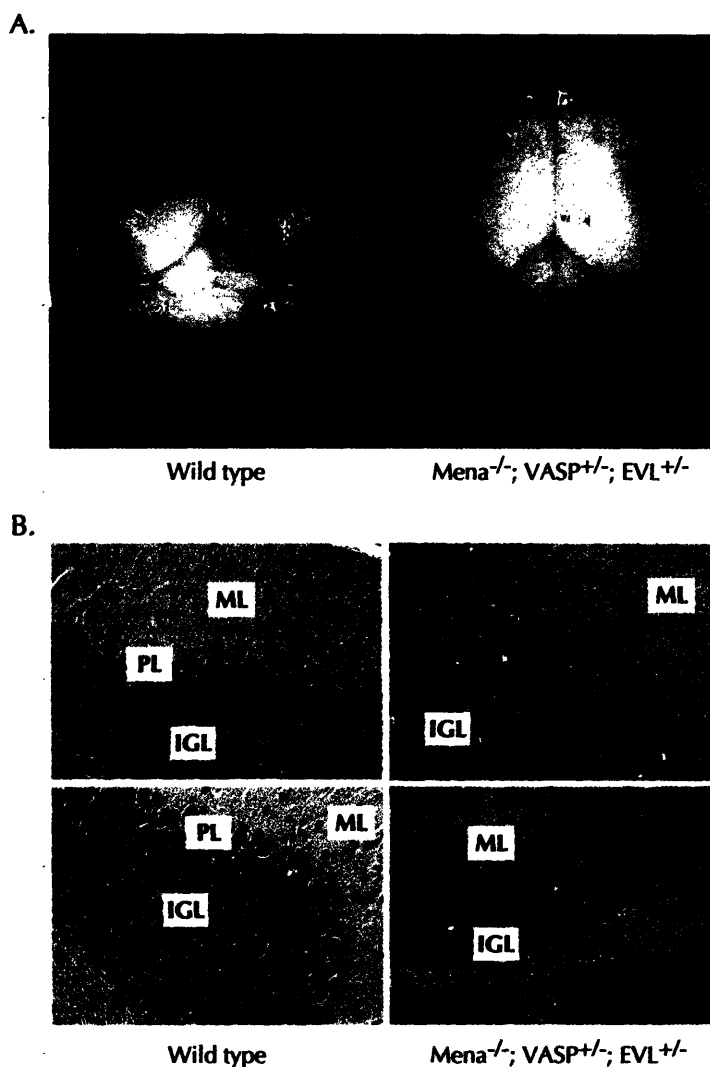 A.
Wild type Mena-/-; VASP+/-; EVL+/-
B.
ML ML
PL
IGL IGL
PL ML ML
IGL IGL
Wild type Mena-/-; VASP+/-; EVL+/-